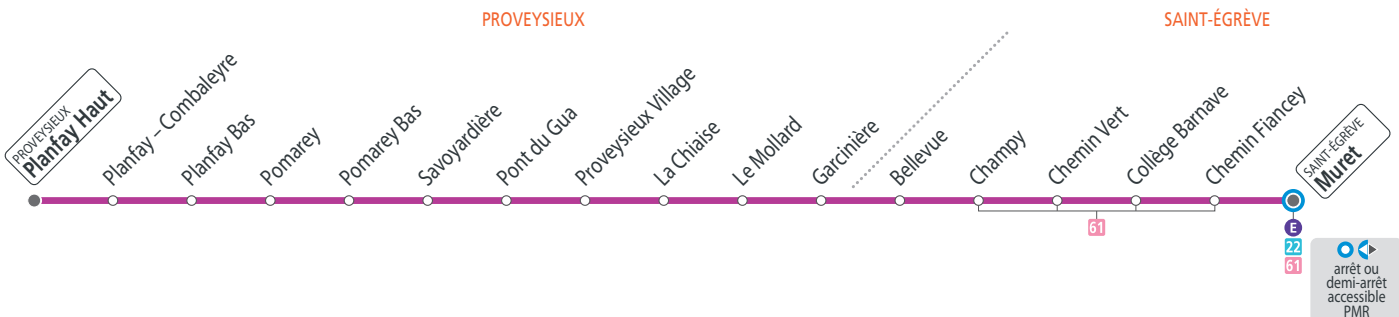 PROVEYSIEUX
SAINT-ÉGRÈVE
PROVEYSIEUX
Planfay Haut
Planfay – Combaleyre
Planfay Bas
Pomarey
Pomarey Bas
Savoyardière
Pont du Gua
Proveysieux Village
La Chiaise
Le Mollard
Garcinière
Bellevue
Champy
Chemin Vert
Collège Barnave
Chemin Fiancey
SAINT-ÉGRÈVE
Muret
61
E
22
61
arrêt ou
demi-arrêt
accessible
PMR